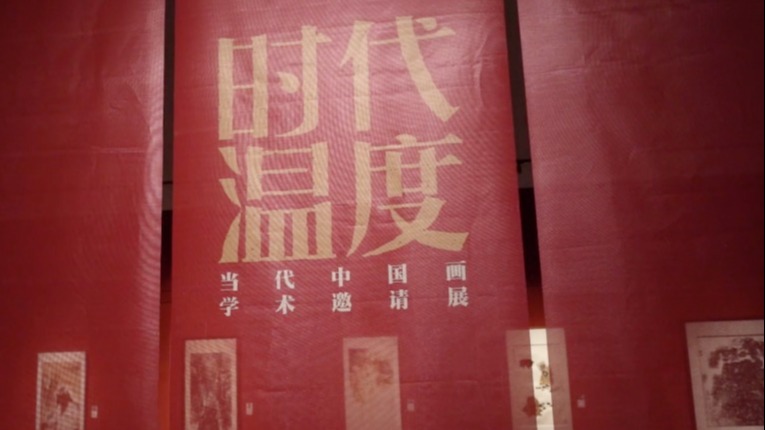 时代
温度
当代中国画
学术邀请展